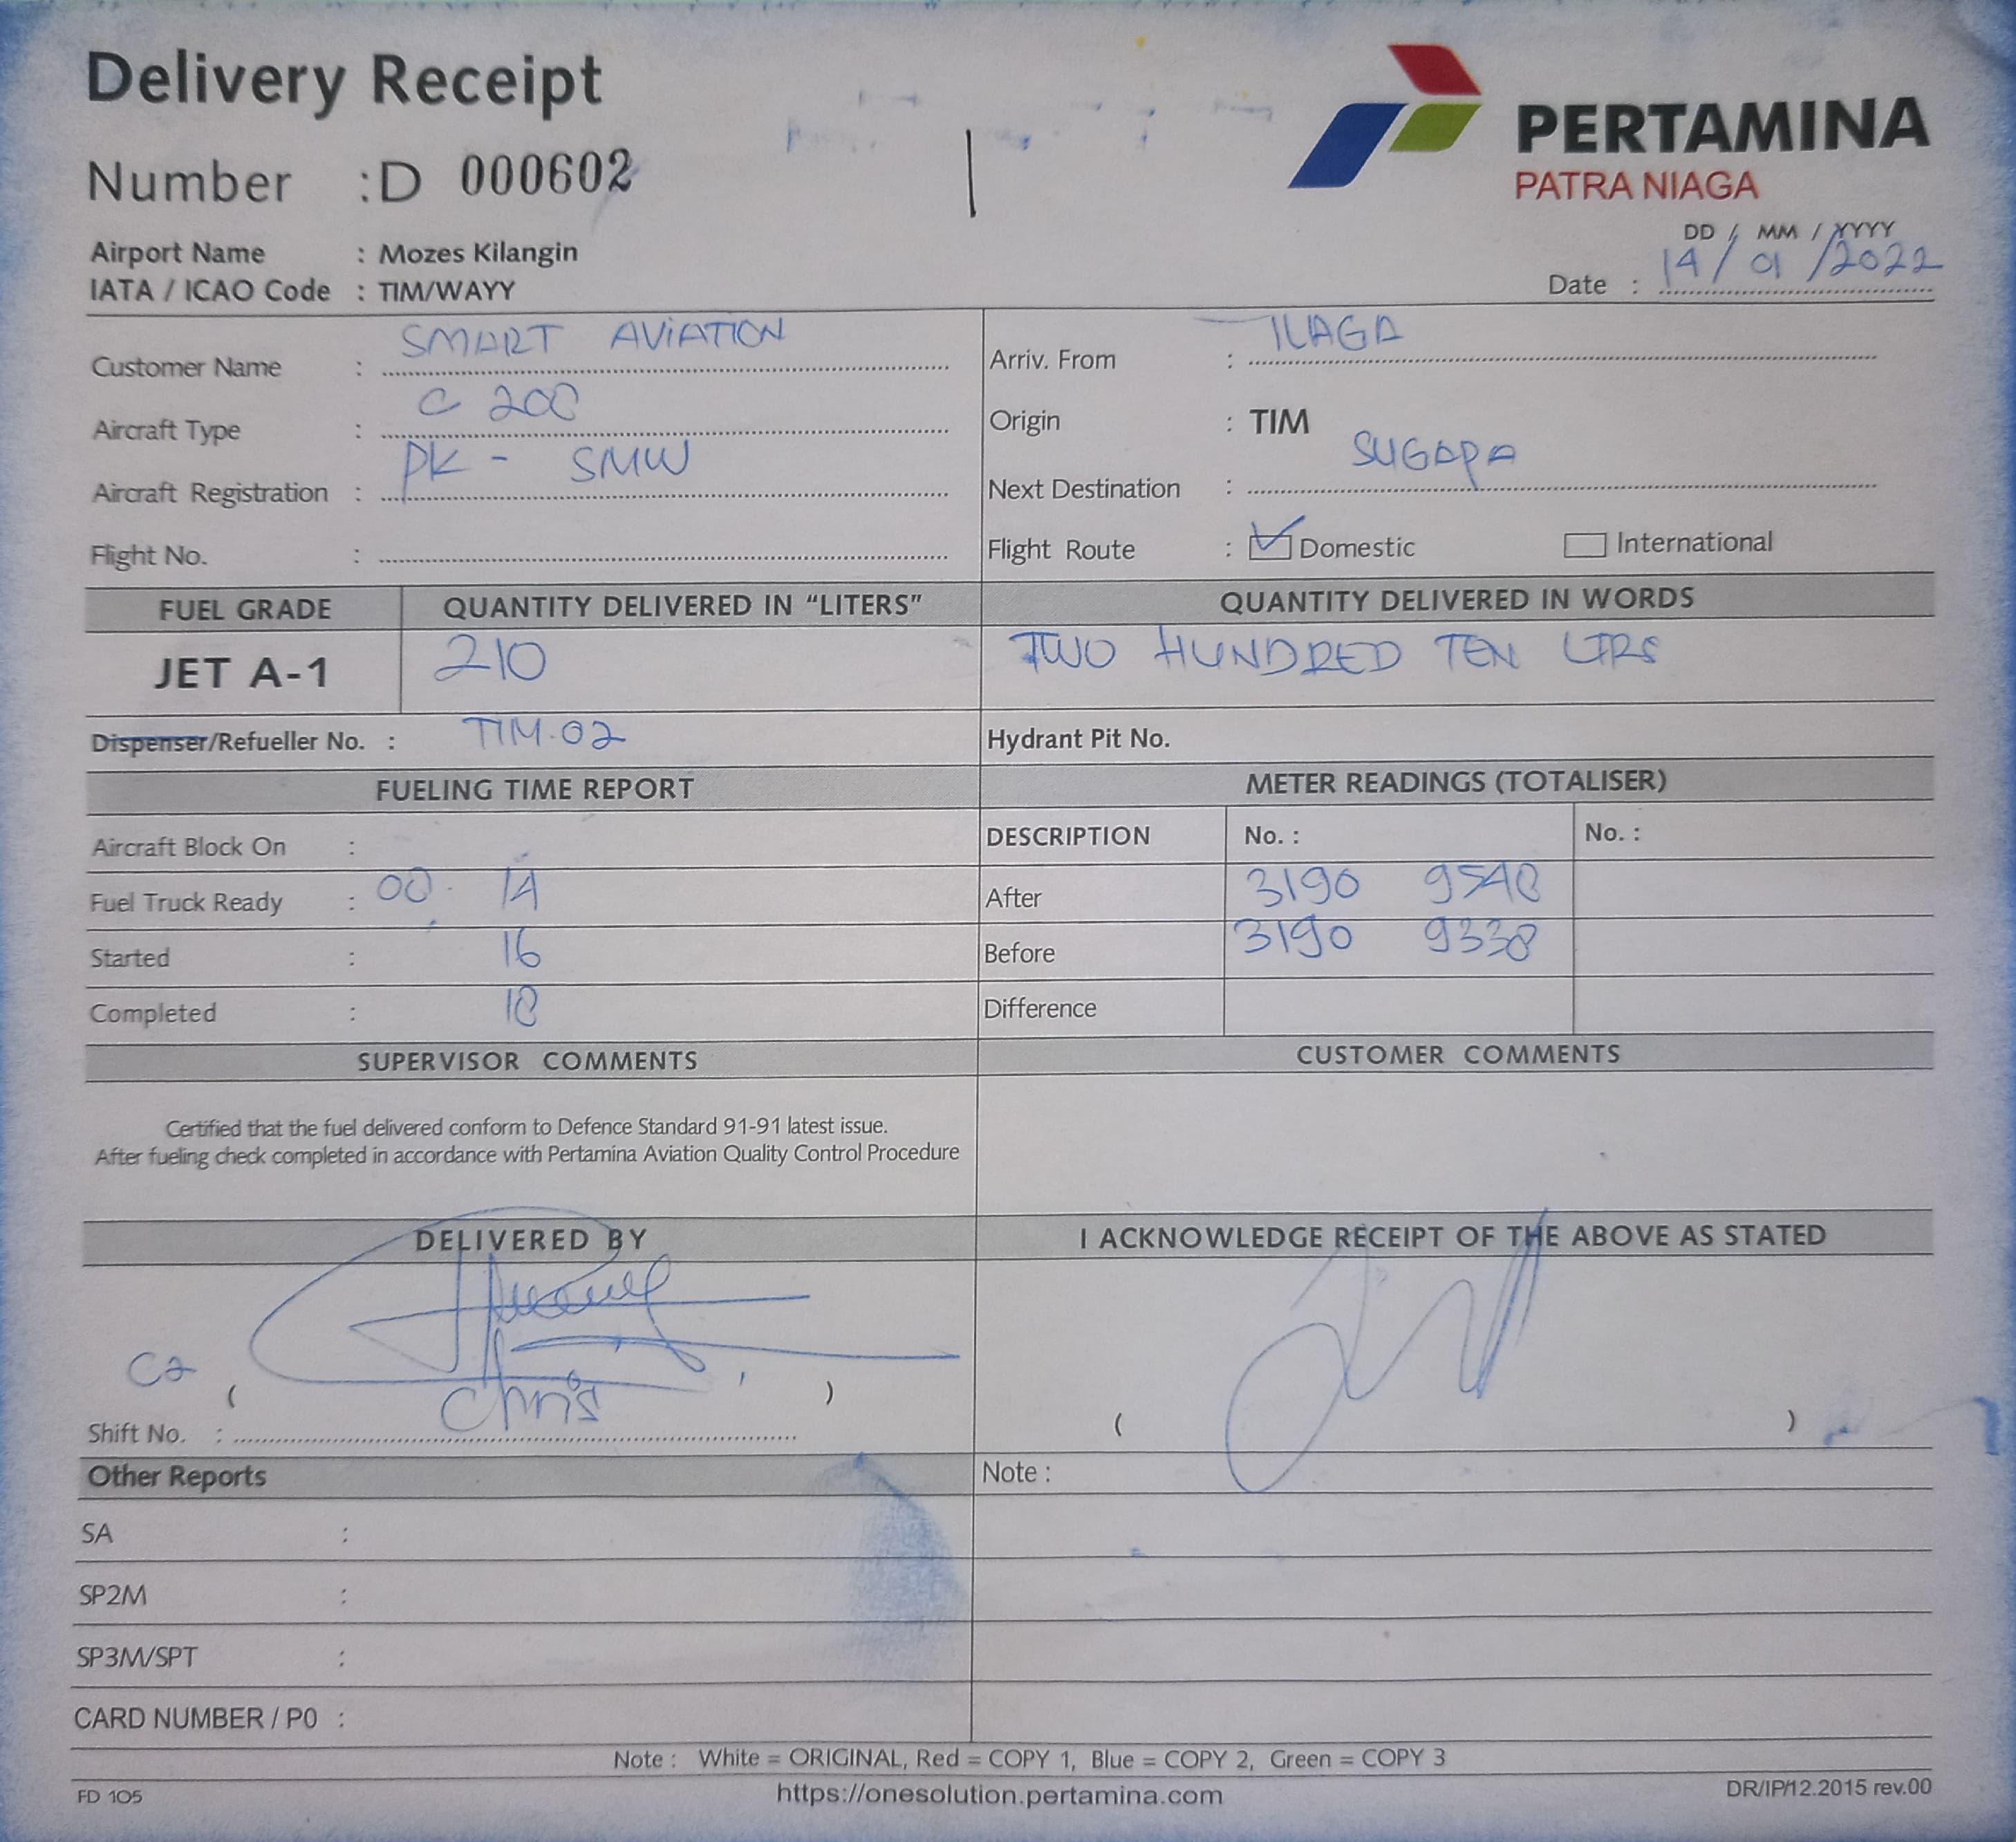 Delivery Receipt
Number : D 000602
PERTAMINA
PATRA NIAGA
Airport Name : Mozes Kilangin
IATA / ICAO Code : TIM/WAYY
DD / MM / YYYY
Date : 14 / 01 / 2022
Customer Name : SMART AVIATION
Aircraft Type : C 208
Aircraft Registration : PK - SMW
Flight No. :
Arriv. From : ILAGA
Origin : TIM
Next Destination : SUGAPA
Flight Route : Domestic International
FUEL GRADE QUANTITY DELIVERED IN "LITERS" QUANTITY DELIVERED IN WORDS
JET A-1 210 TWO HUNDRED TEN LTRS
Dispenser/Refueller No. : TIM.02 Hydrant Pit No.
FUELING TIME REPORT METER READINGS (TOTALISER)
Aircraft Block On : DESCRIPTION No. : No. :
Fuel Truck Ready : 00. 14 After 3190 9548
Started : 16 Before 3190 9338
Completed : 18 Difference
SUPERVISOR COMMENTS CUSTOMER COMMENTS
Certified that the fuel delivered conform to Defence Standard 91-91 latest issue.
After fueling check completed in accordance with Pertamina Aviation Quality Control Procedure
DELIVERED BY I ACKNOWLEDGE RECEIPT OF THE ABOVE AS STATED
C2 ( Chris ) ( )
Shift No. :
Other Reports Note :
SA :
SP2M :
SP3M/SPT :
CARD NUMBER / P0 :
Note : White = ORIGINAL, Red = COPY 1, Blue = COPY 2, Green = COPY 3
FD 105 https://onesolution.pertamina.com DR/IP/12.2015 rev.00